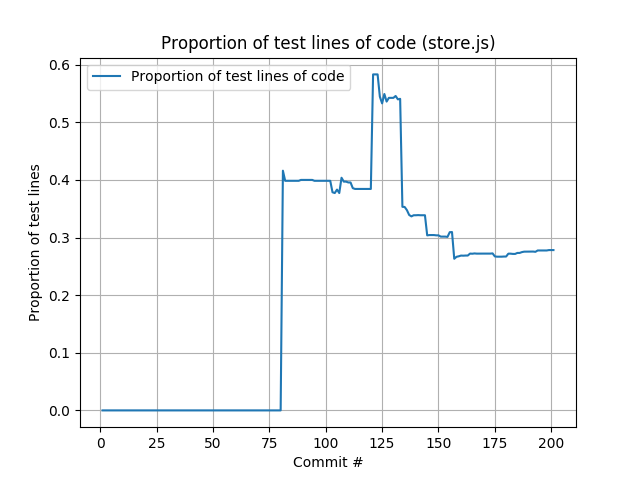 Proportion of test lines of code (store.js)
Proportion of test lines of code
Proportion of test lines
0.6
0.5
0.4
0.3
0.2
0.1
0.0
0 25 50 75 100 125 150 175 200
Commit #